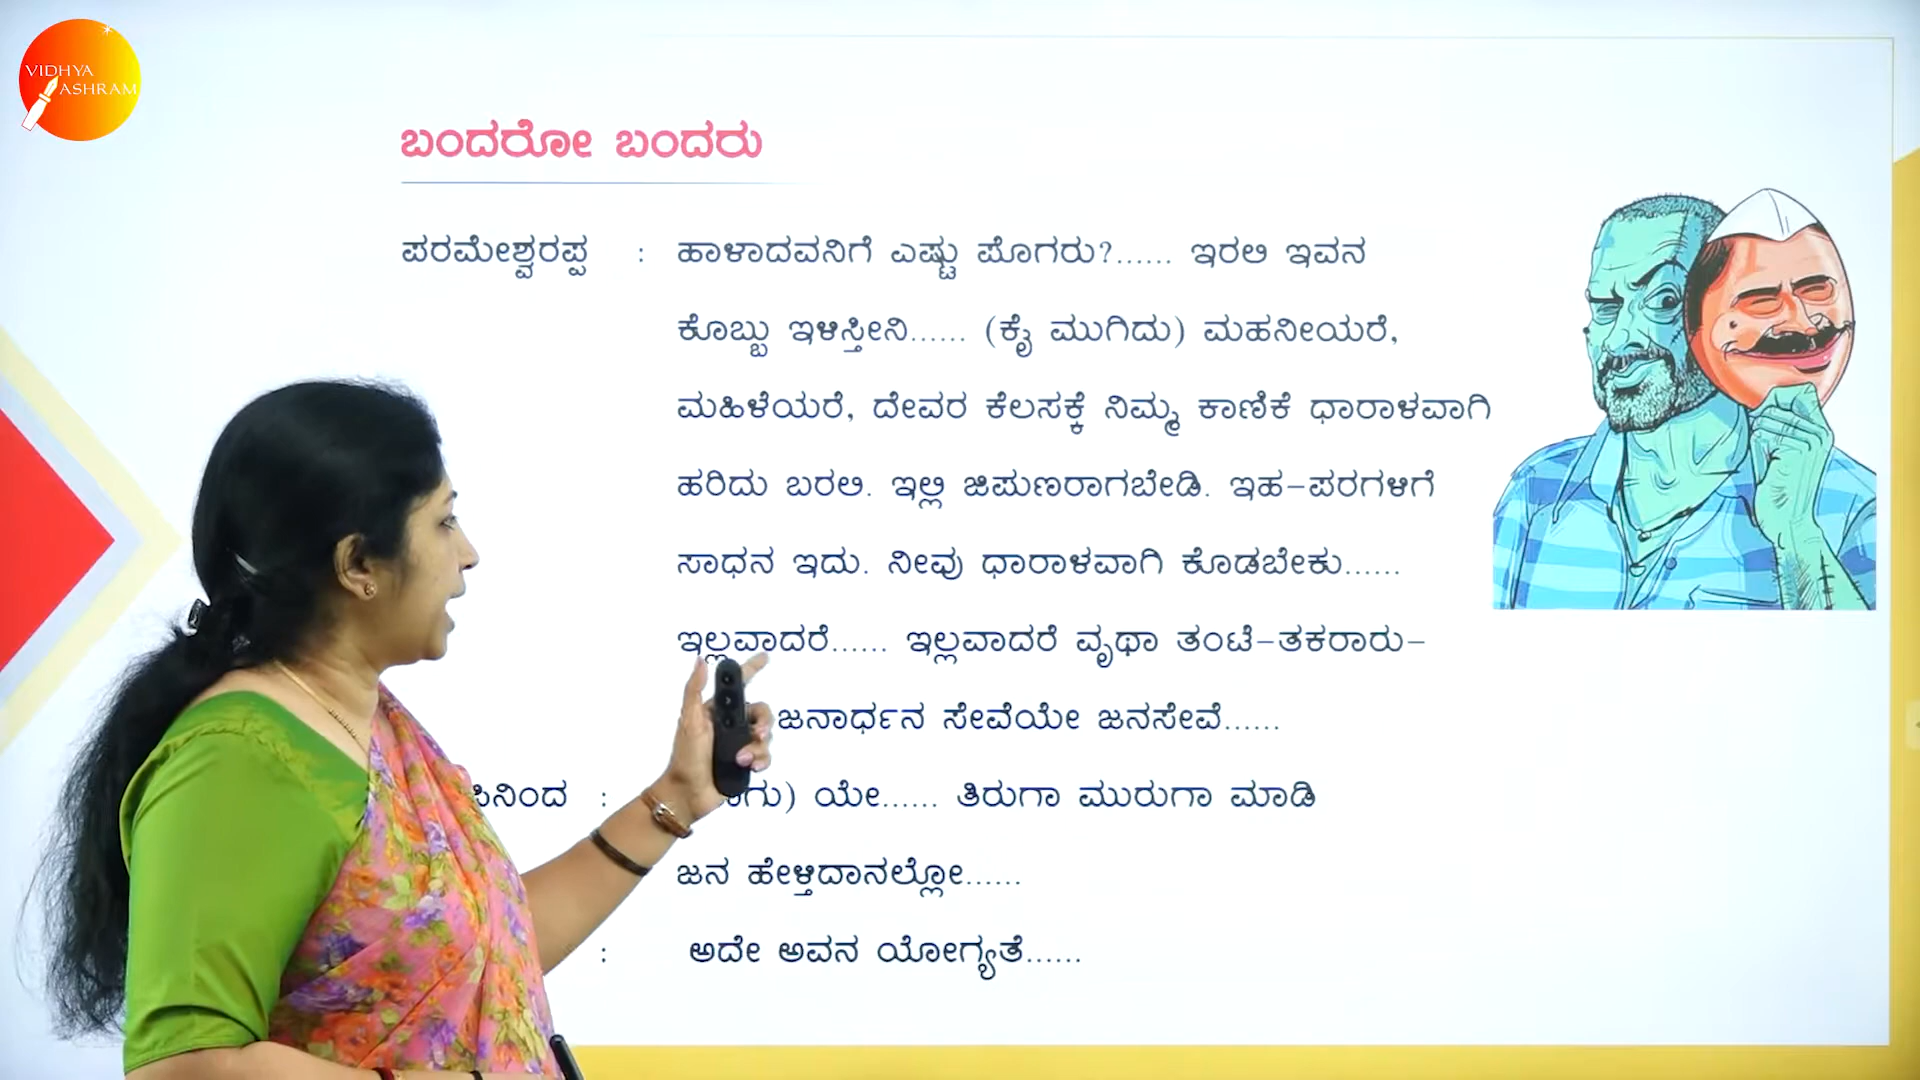 VIDHYA
ASHRAM
ಬಂದರೋ ಬಂದರು
ಪರಮೇಶ್ವರಪ್ಪ : ಹಾಳಾದವನಿಗೆ ಎಷ್ಟು ಪೊಗರು?...... ಇರಲಿ ಇವನ
ಕೊಬ್ಬು ಇಳಿಸ್ತೀನಿ...... (ಕೈ ಮುಗಿದು) ಮಹನೀಯರೆ,
ಮಹಿಳೆಯರೆ, ದೇವರ ಕೆಲಸಕ್ಕೆ ನಿಮ್ಮ ಕಾಣಿಕೆ ಧಾರಾಳವಾಗಿ
ಹರಿದು ಬರಲಿ. ಇಲ್ಲಿ ಜಿಪುಣರಾಗಬೇಡಿ. ಇಹ-ಪರಗಳಿಗೆ
ಸಾಧನ ಇದು. ನೀವು ಧಾರಾಳವಾಗಿ ಕೊಡಬೇಕು......
ಇಲ್ಲವಾದರೆ...... ಇಲ್ಲವಾದರೆ ವೃಥಾ ತಂಟೆ-ತಕರಾರು-
ಜನಾರ್ಧನ ಸೇವೆಯೇ ಜನಸೇವೆ......
: ಯೇ...... ತಿರುಗಾ ಮುರುಗಾ ಮಾಡಿ
ಜನ ಹೇಳ್ತಿದಾನಲ್ಲೋ......
: ಅದೇ ಅವನ ಯೋಗ್ಯತೆ......